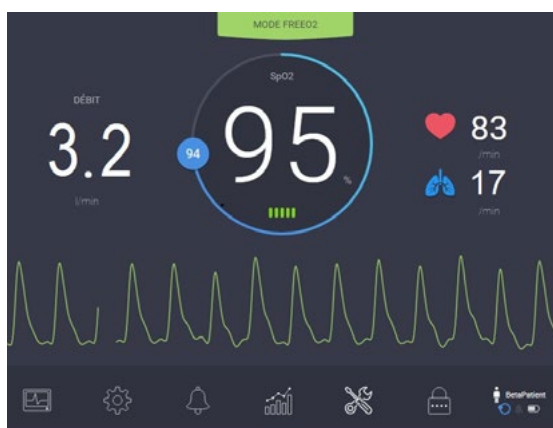 MODE FREEO2
SpO2
DÉBIT
3.2
l/min
94
95
%
83
/min
17
/min
BetaPatient